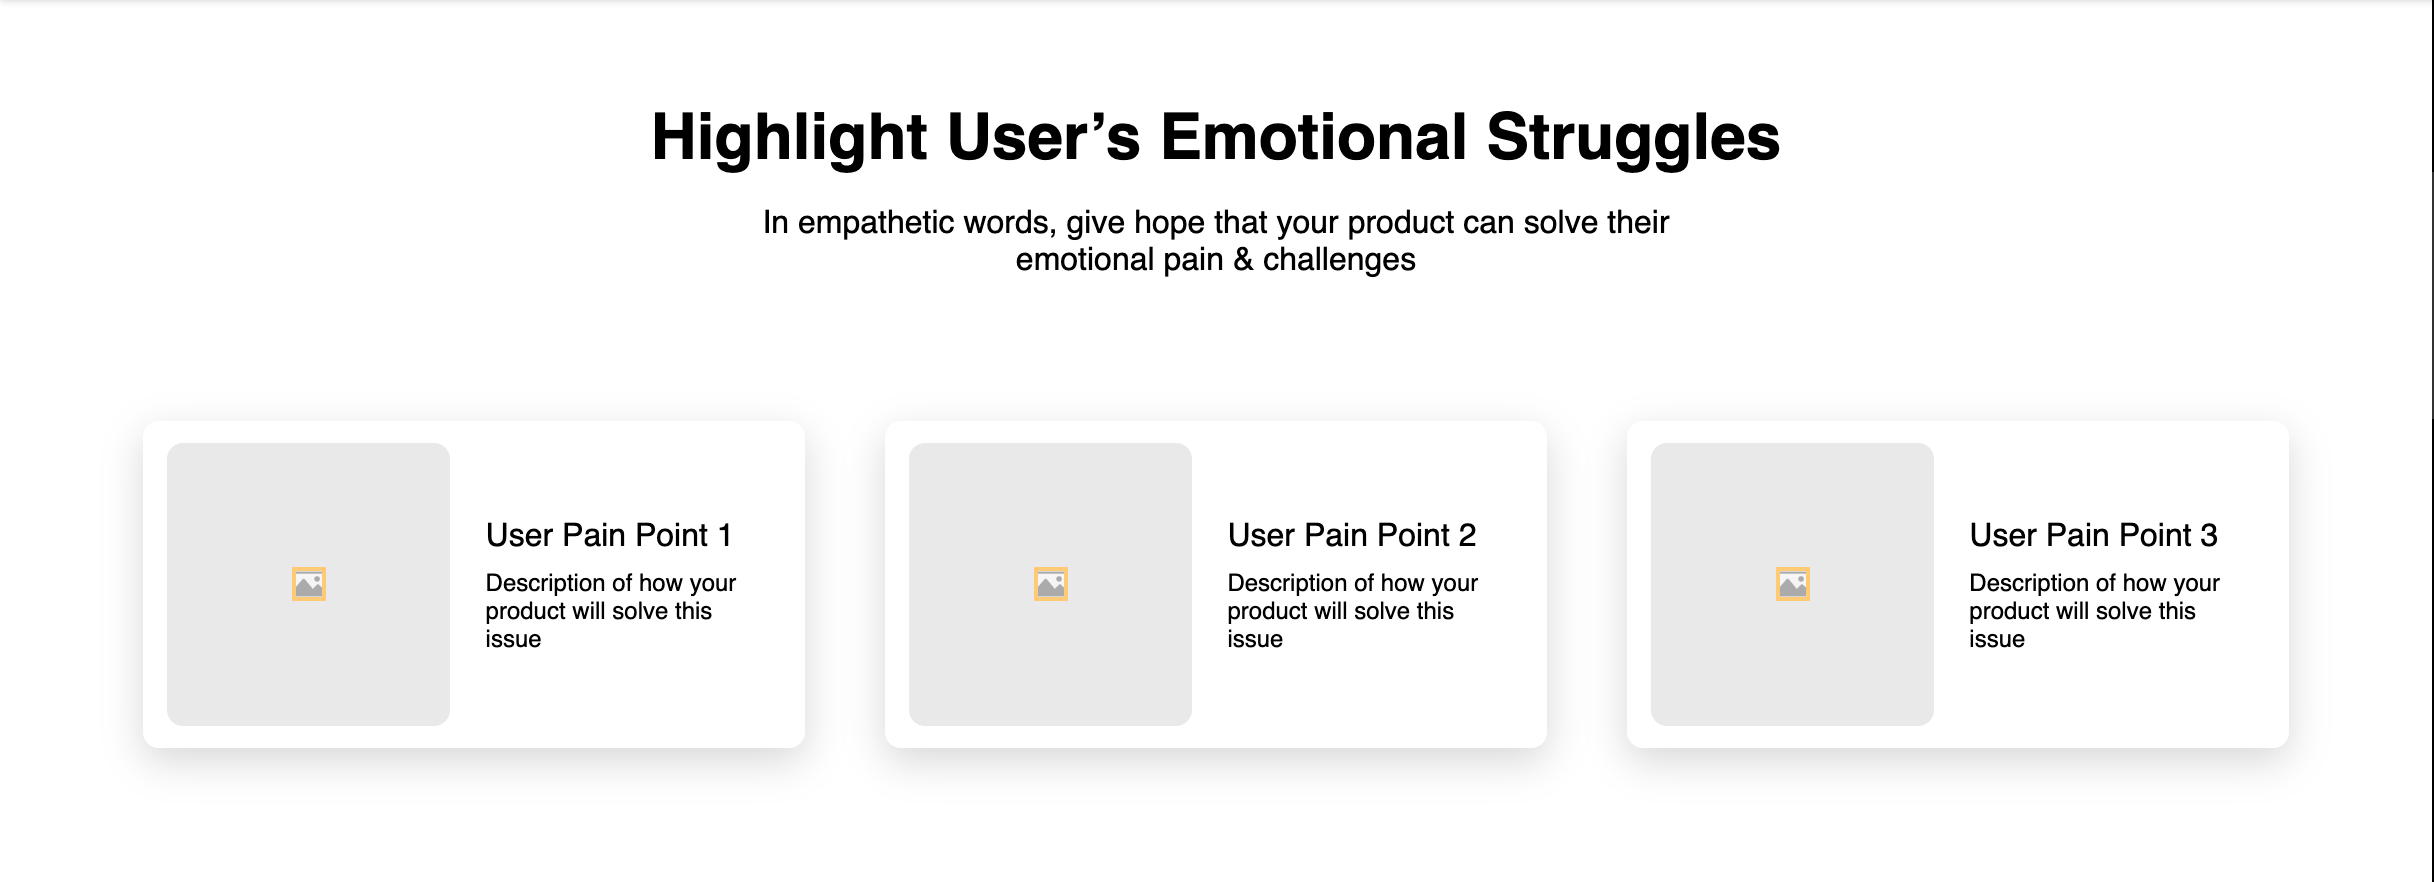 Highlight User’s Emotional Struggles
In empathetic words, give hope that your product can solve their
emotional pain & challenges
User Pain Point 1
Description of how your
product will solve this
issue
User Pain Point 2
Description of how your
product will solve this
issue
User Pain Point 3
Description of how your
product will solve this
issue